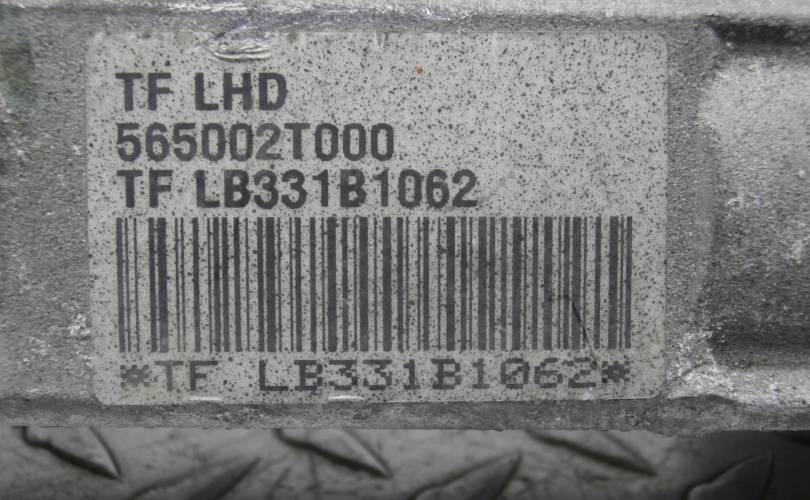 TF LHD
565002T000
TF LB331B1062
*TF LB331B1062*